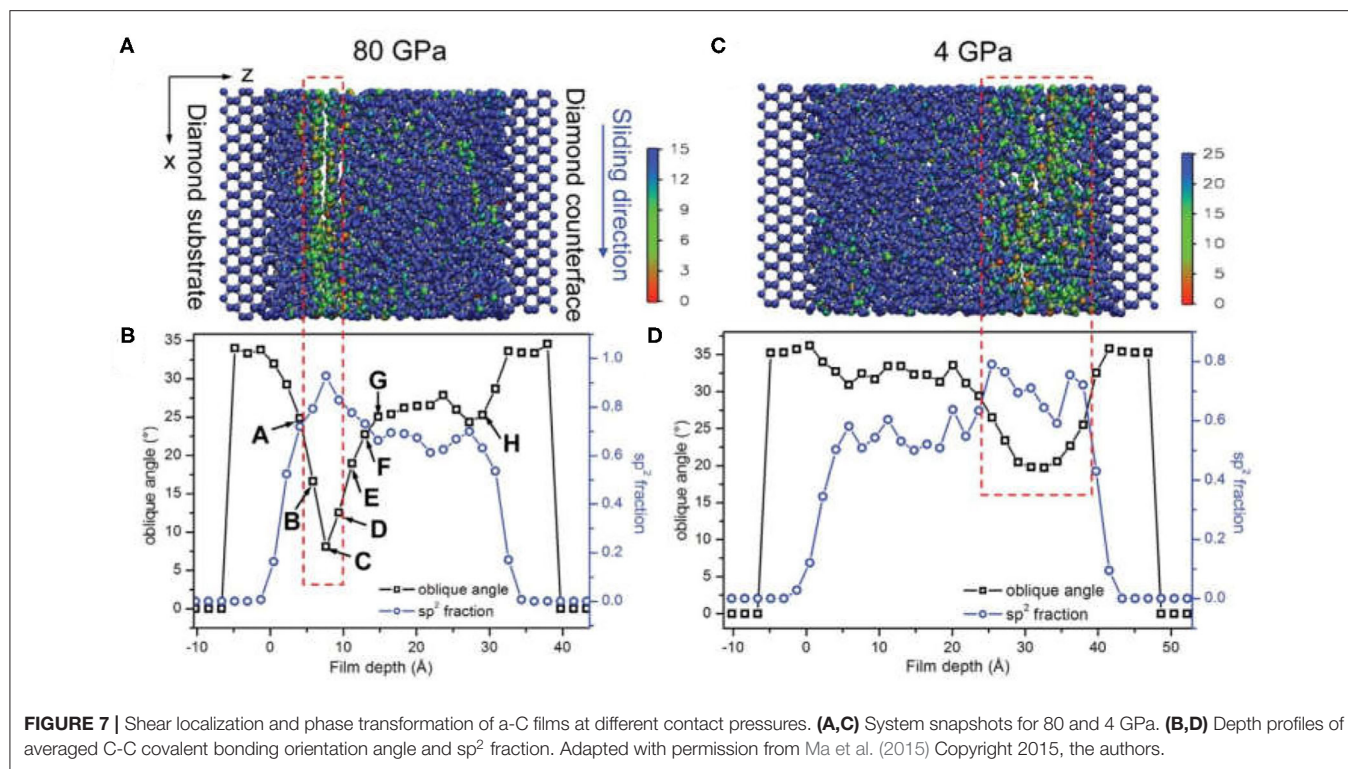 A
80 GPa
Z
X
Diamond substrate
Diamond counterface
Sliding direction
15
12
9
6
3
0
C
4 GPa
25
20
15
10
5
0
B
35
30
25
20
15
10
5
0
oblique angle (°)
A
B
C
D
E
F
G
H
oblique angle
sp² fraction
1.0
0.8
0.6
0.4
0.2
0.0
sp² fraction
-10 0 10 20 30 40
Film depth (Å)
D
35
30
25
20
15
10
5
0
oblique angle (°)
oblique angle
sp² fraction
0.8
0.6
0.4
0.2
0.0
sp² fraction
-10 0 10 20 30 40 50
Film depth (Å)
FIGURE 7 | Shear localization and phase transformation of a-C films at different contact pressures. (A,C) System snapshots for 80 and 4 GPa. (B,D) Depth profiles of
averaged C-C covalent bonding orientation angle and sp² fraction. Adapted with permission from Ma et al. (2015) Copyright 2015, the authors.